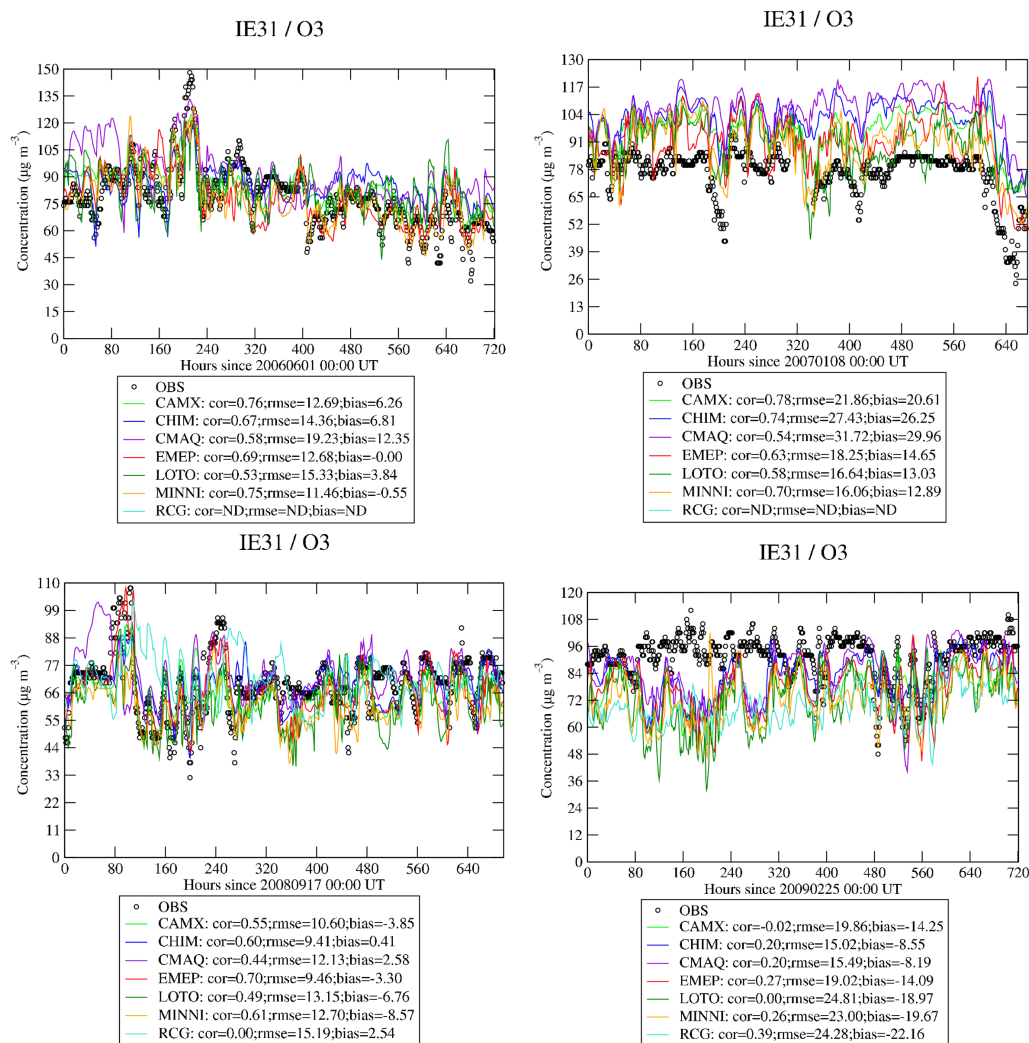 IE31 / O3
Concentration (µg m⁻³)
150
135
120
105
90
75
60
45
30
15
0
0 80 160 240 320 400 480 560 640 720
Hours since 20060601 00:00 UT
OBS
CAMX: cor=0.76;rmse=12.69;bias=6.26
CHIM: cor=0.67;rmse=14.36;bias=6.81
CMAQ: cor=0.58;rmse=19.23;bias=12.35
EMEP: cor=0.69;rmse=12.68;bias=-0.00
LOTO: cor=0.53;rmse=15.33;bias=3.84
MINNI: cor=0.75;rmse=11.46;bias=-0.55
RCG: cor=ND;rmse=ND;bias=ND
IE31 / O3
Concentration (µg m⁻³)
130
117
104
91
78
65
52
39
26
13
0
0 80 160 240 320 400 480 560 640
Hours since 20070108 00:00 UT
OBS
CAMX: cor=0.78;rmse=21.86;bias=20.61
CHIM: cor=0.74;rmse=27.43;bias=26.25
CMAQ: cor=0.54;rmse=31.72;bias=29.96
EMEP: cor=0.63;rmse=18.25;bias=14.65
LOTO: cor=0.58;rmse=16.64;bias=13.03
MINNI: cor=0.70;rmse=16.06;bias=12.89
RCG: cor=ND;rmse=ND;bias=ND
IE31 / O3
Concentration (µg m⁻³)
110
99
88
77
66
55
44
33
22
11
0
0 80 160 240 320 400 480 560 640
Hours since 20080917 00:00 UT
OBS
CAMX: cor=0.55;rmse=10.60;bias=-3.85
CHIM: cor=0.60;rmse=9.41;bias=0.41
CMAQ: cor=0.44;rmse=12.13;bias=2.58
EMEP: cor=0.70;rmse=9.46;bias=-3.30
LOTO: cor=0.49;rmse=13.15;bias=-6.76
MINNI: cor=0.61;rmse=12.70;bias=-8.57
RCG: cor=0.00;rmse=15.19;bias=2.54
IE31 / O3
Concentration (µg m⁻³)
120
108
96
84
72
60
48
36
24
12
0
0 80 160 240 320 400 480 560 640 720
Hours since 20090225 00:00 UT
OBS
CAMX: cor=-0.02;rmse=19.86;bias=-14.25
CHIM: cor=0.20;rmse=15.02;bias=-8.55
CMAQ: cor=0.20;rmse=15.49;bias=-8.19
EMEP: cor=0.27;rmse=19.02;bias=-14.09
LOTO: cor=0.00;rmse=24.81;bias=-18.97
MINNI: cor=0.26;rmse=23.00;bias=-19.67
RCG: cor=0.39;rmse=24.28;bias=-22.16